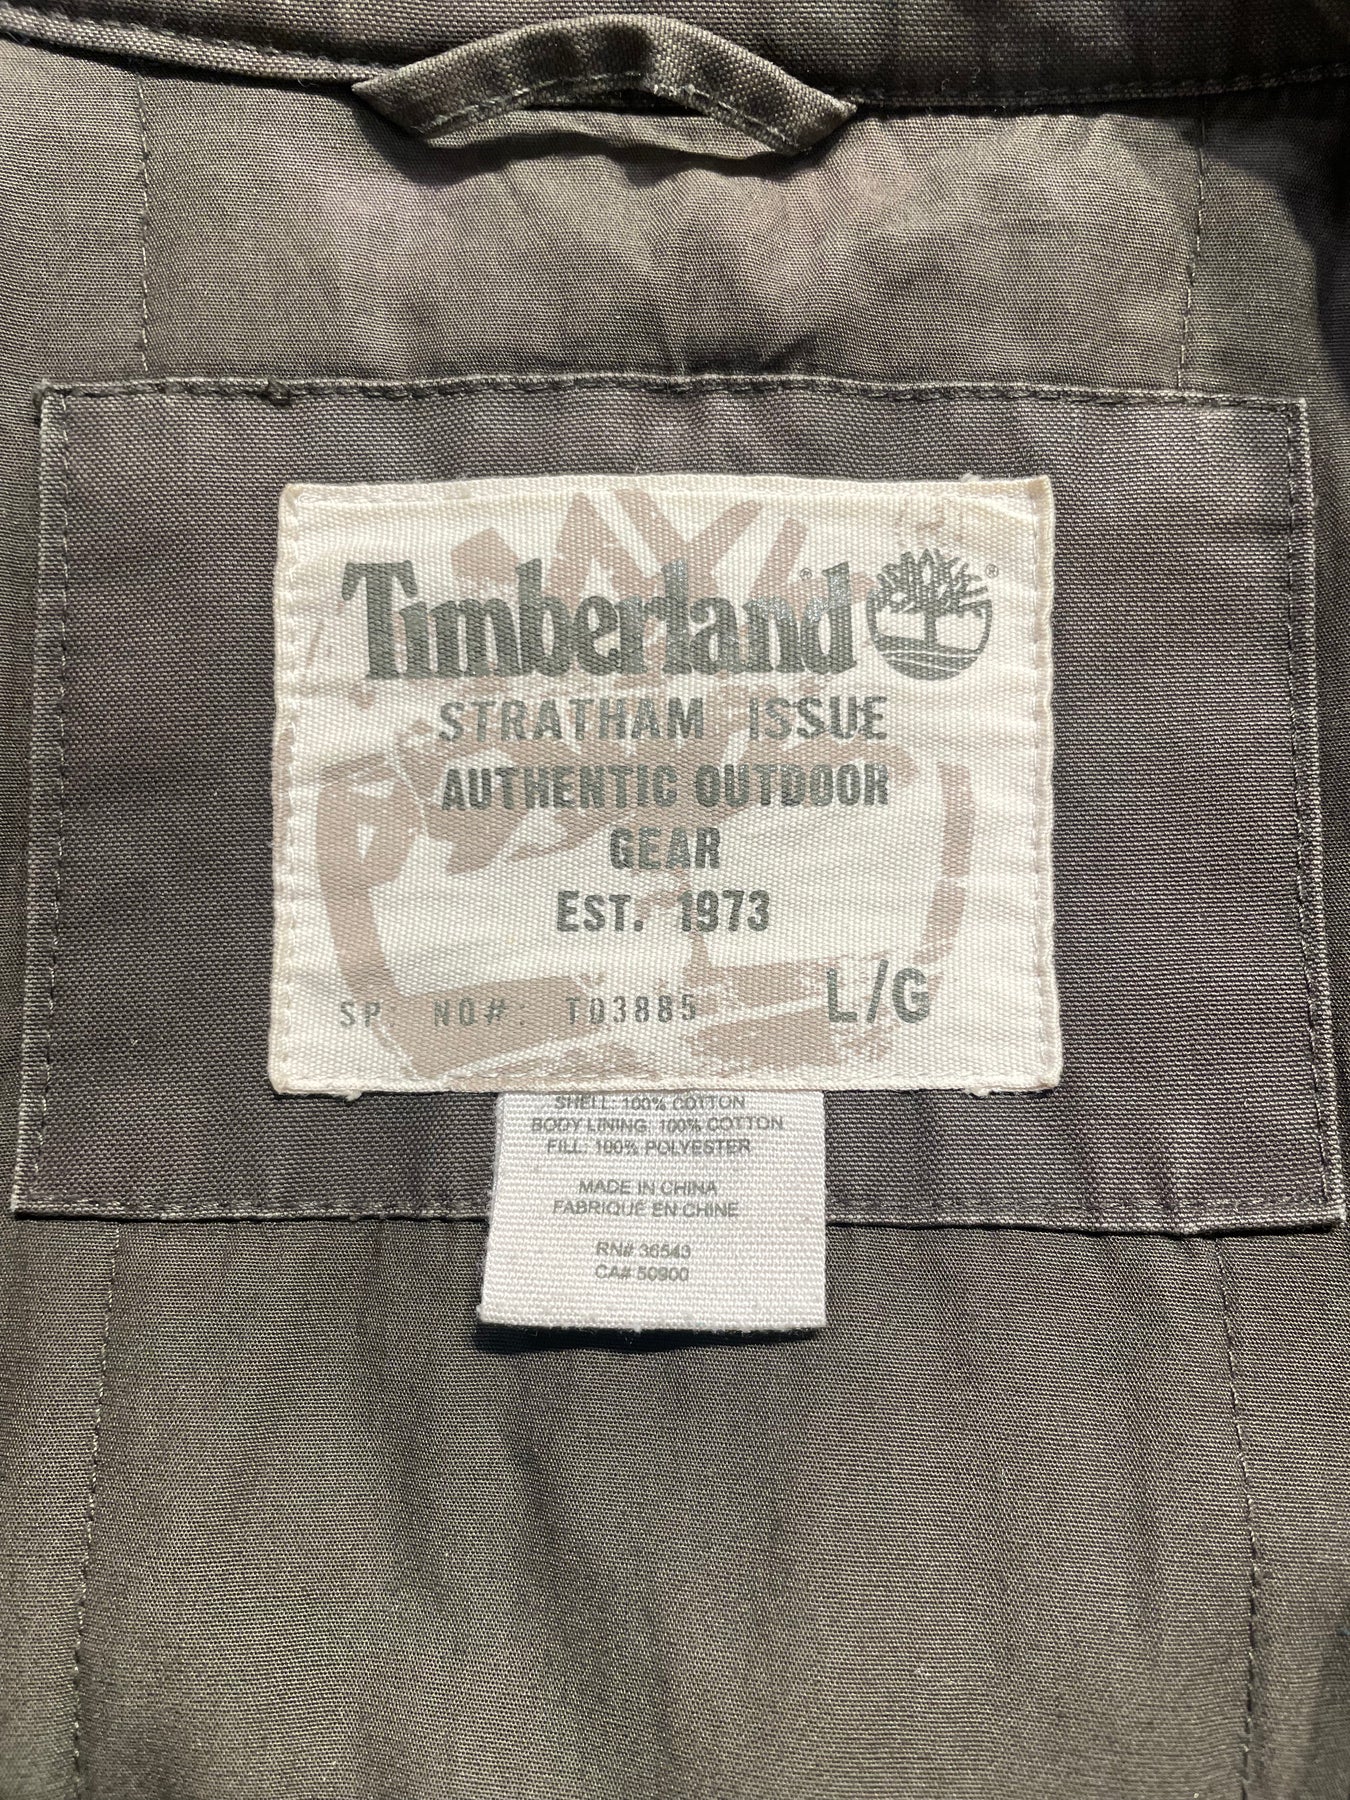 Timberland ® ®
STRATHAM ISSUE
AUTHENTIC OUTDOOR
GEAR
EST. 1973
SP. NO#: T03885 L/G
SHELL: 100% COTTON
BODY LINING: 100% COTTON
FILL: 100% POLYESTER
MADE IN CHINA
FABRIQUE EN CHINE
RN# 36543
CA# 50900